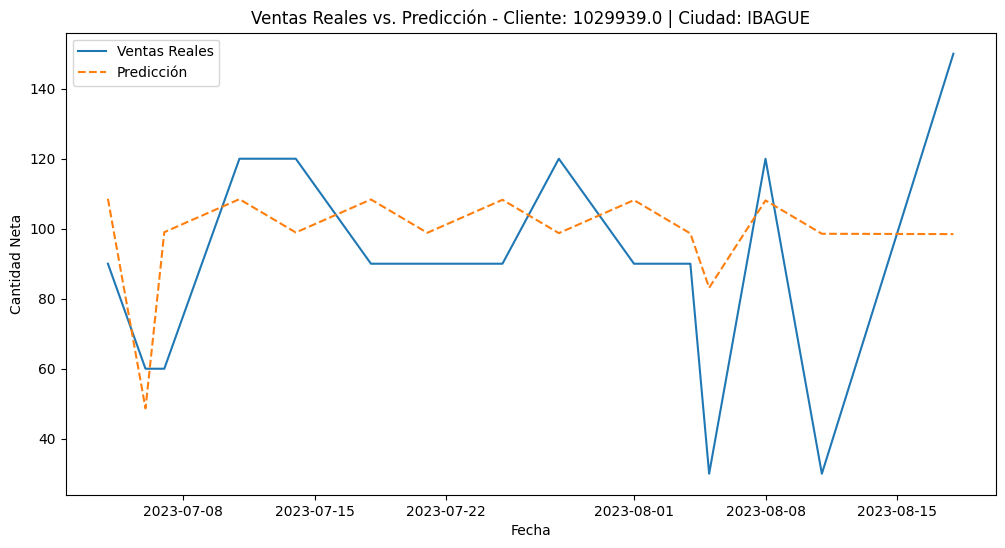 Ventas Reales vs. Predicción - Cliente: 1029939.0 | Ciudad: IBAGUE
Ventas Reales
Predicción
Cantidad Neta
140
120
100
80
60
40
2023-07-08
2023-07-15
2023-07-22
2023-08-01
2023-08-08
2023-08-15
Fecha